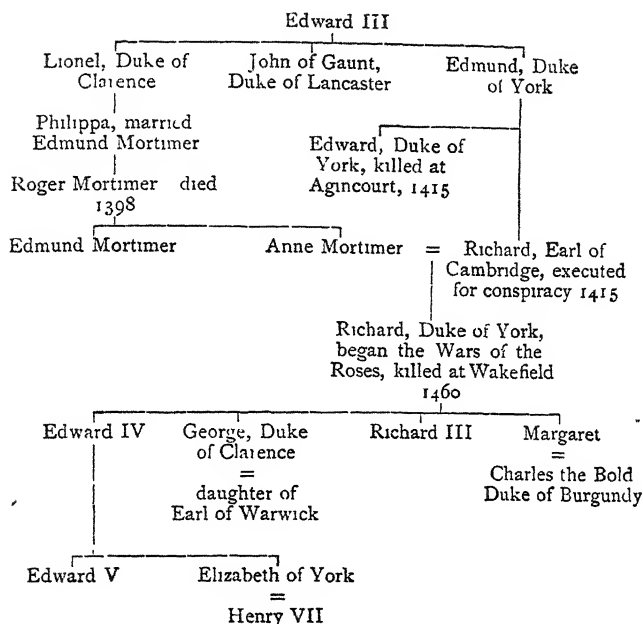 Edward III
Lionel, Duke of
Clarence
John of Gaunt,
Duke of Lancaster
Edmund, Duke
of York
Philippa, married
Edmund Mortimer
Edward, Duke of
York, killed at
Agincourt, 1415
Roger Mortimer died
1398
Edmund Mortimer
Anne Mortimer
=
Richard, Earl of
Cambridge, executed
for conspiracy 1415
Richard, Duke of York,
began the Wars of the
Roses, killed at Wakefield
1460
Edward IV
George, Duke
of Clarence
=
daughter of
Earl of Warwick
Richard III
Margaret
=
Charles the Bold
Duke of Burgundy
Edward V
Elizabeth of York
=
Henry VII